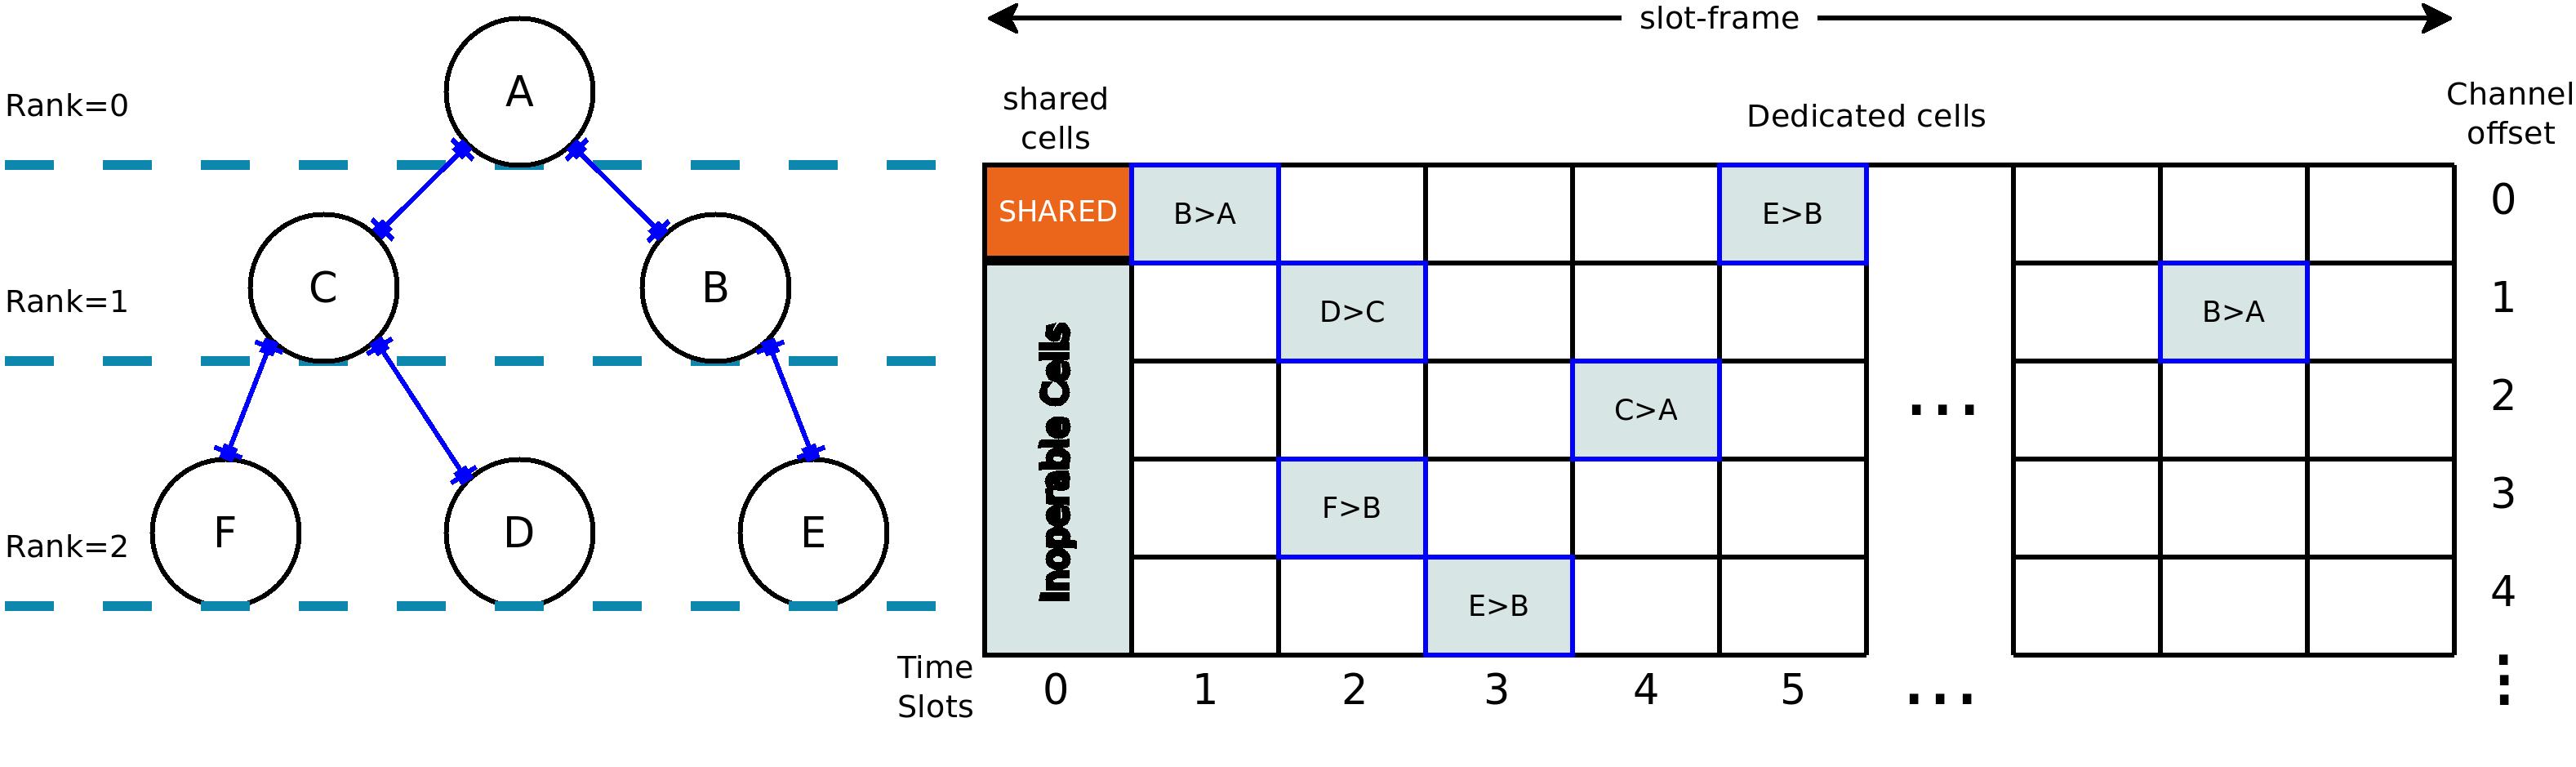 slot-frame
A
Rank=0
shared
cells
Dedicated cells
Channel
offset
SHARED
B>A
E>B
0
C
B
Rank=1
D>C
B>A
1
Inoperable Cells
C>A
...
2
F>B
3
F
D
E
Rank=2
E>B
4
Time
Slots
0
1
2
3
4
5
...
⋮